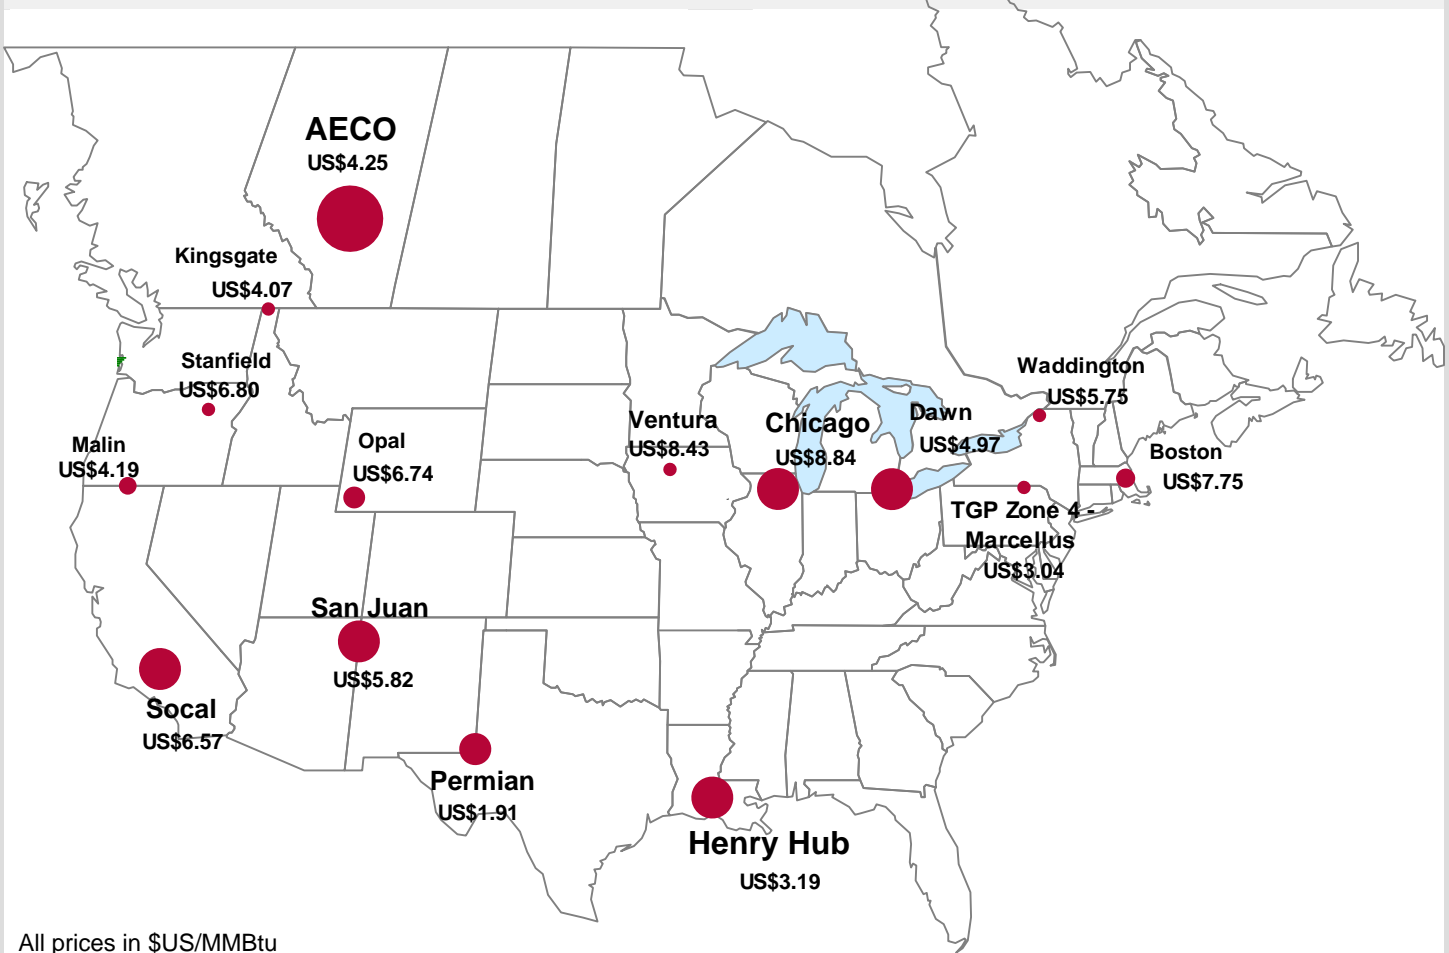 AECO
US$4.25
Kingsgate
US$4.07
Stanfield
US$6.80
Malin
US$4.19
Opal
US$6.74
Ventura
US$8.43
Chicago
US$8.84
Dawn
US$4.97
Waddington
US$5.75
Boston
US$7.75
TGP Zone 4 -
Marcellus
US$3.04
San Juan
US$5.82
Socal
US$6.57
Permian
US$1.91
Henry Hub
US$3.19
All prices in $US/MMBtu